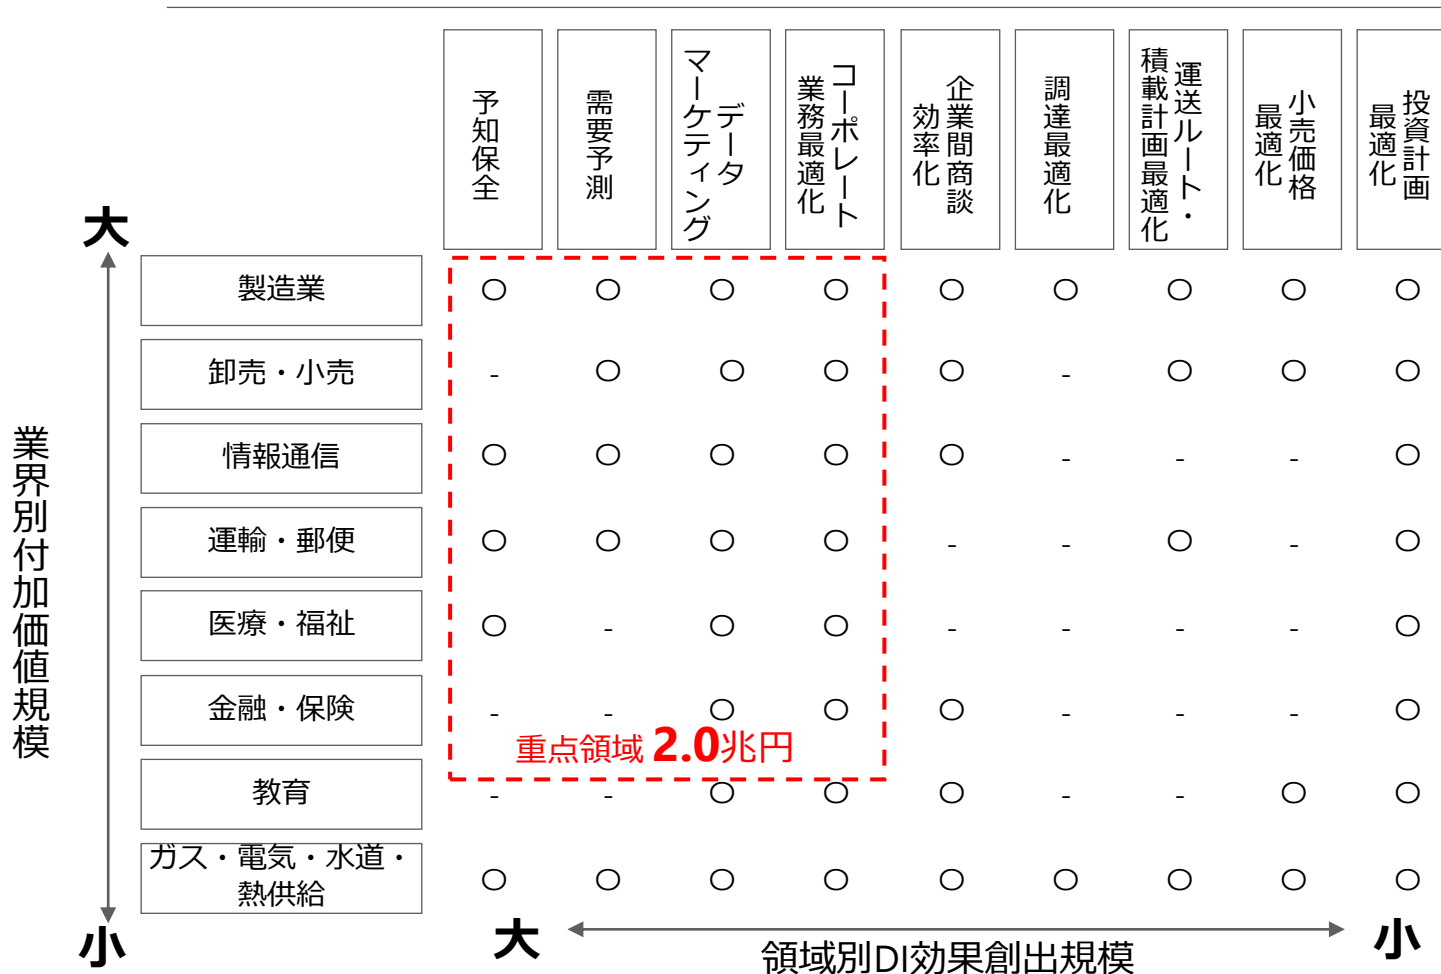 予知保全
需要予測
データ
マーケティング
コーポレート
業務最適化
企業間商談
効率化
調達最適化
運送ルート・
積載計画最適化
小売価格
最適化
投資計画
最適化
大
業界別付加価値規模
小
製造業 〇 〇 〇 〇 〇 〇 〇 〇 〇
卸売・小売 - 〇 〇 〇 〇 - 〇 〇 〇
情報通信 〇 〇 〇 〇 〇 - - - 〇
運輸・郵便 〇 〇 〇 〇 - - 〇 - 〇
医療・福祉 〇 - 〇 〇 - - - - 〇
金融・保険 - - 〇 〇 〇 - - - 〇
重点領域 2.0兆円
教育 - - 〇 〇 〇 - - 〇 〇
ガス・電気・水道・
熱供給 〇 〇 〇 〇 〇 〇 〇 〇 〇
大 小
領域別DI効果創出規模